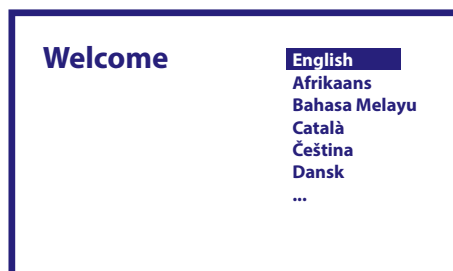 Welcome
English
Afrikaans
Bahasa Melayu
Català
Čeština
Dansk
...